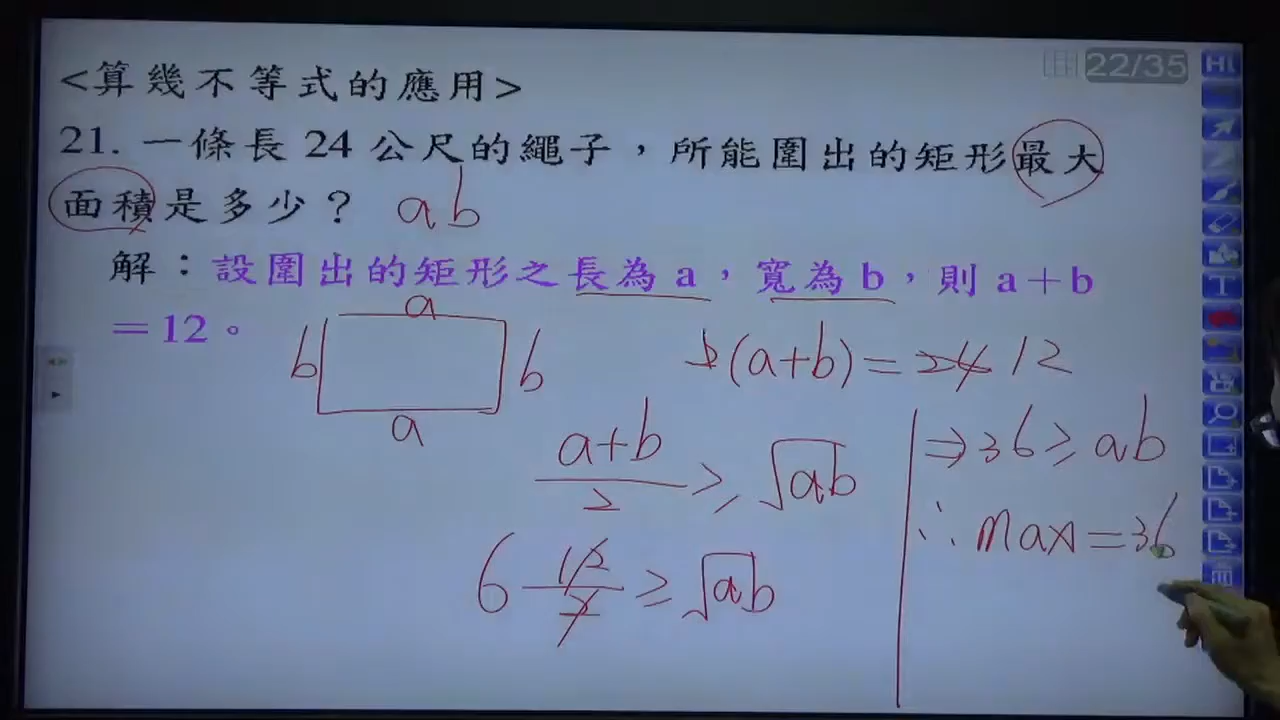 22/35
<算幾不等式的應用>
21. 一條長 24 公尺的繩子，所能圍出的矩形最大
面積是多少？ ab
解：設圍出的矩形之長為 a，寬為 b，則 a＋b
＝12。
a
b
b
a
2(a+b)=24 12
a+b/2 ≥ √ab
6 12/2 ≥ √ab
⇒36≥ab
∴max=36